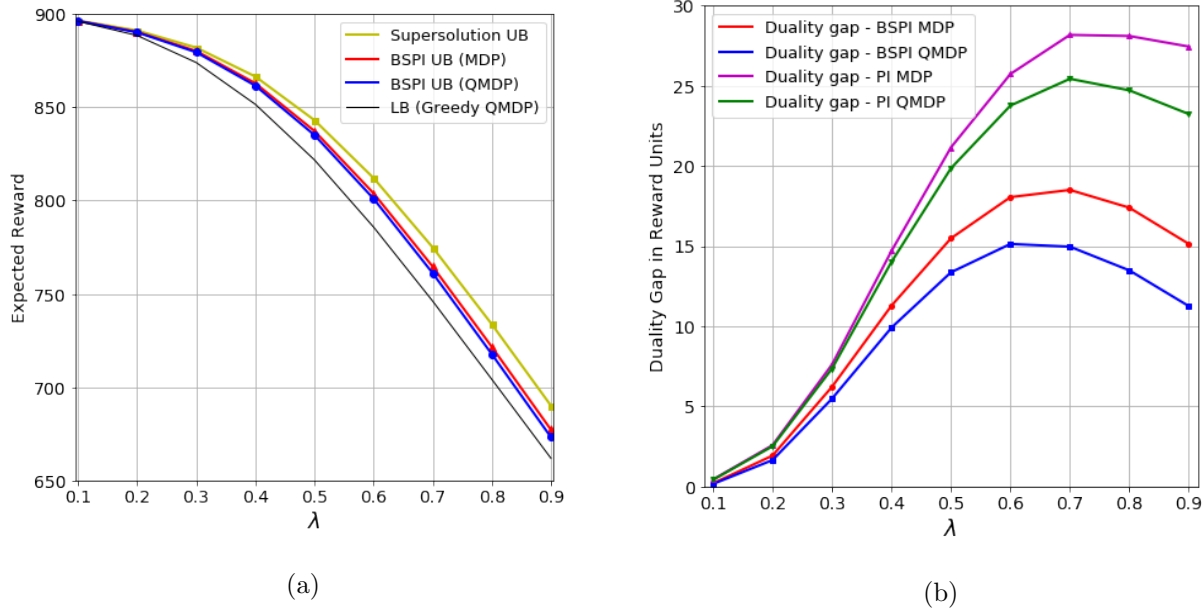 900
850
800
750
700
650
Expected Reward
Supersolution UB
BSPI UB (MDP)
BSPI UB (QMDP)
LB (Greedy QMDP)
0.1 0.2 0.3 0.4 0.5 0.6 0.7 0.8 0.9
λ
(a)
30
25
20
15
10
5
0
Duality Gap in Reward Units
Duality gap - BSPI MDP
Duality gap - BSPI QMDP
Duality gap - PI MDP
Duality gap - PI QMDP
0.1 0.2 0.3 0.4 0.5 0.6 0.7 0.8 0.9
λ
(b)